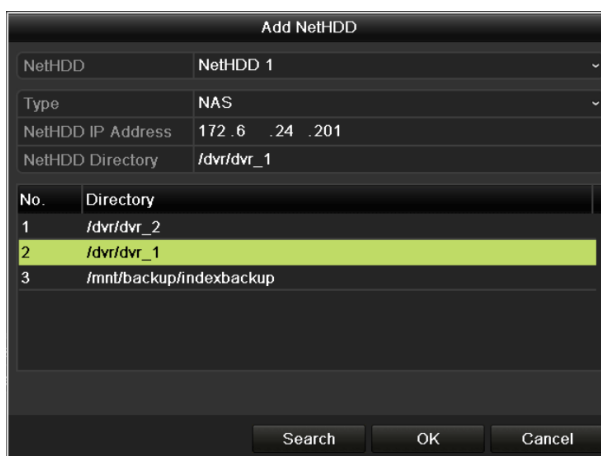 Add NetHDD
NetHDD NetHDD 1
Type NAS
NetHDD IP Address 172 .6 .24 .201
NetHDD Directory /dvr/dvr_1
No. Directory
1 /dvr/dvr_2
2 /dvr/dvr_1
3 /mnt/backup/indexbackup
Search OK Cancel